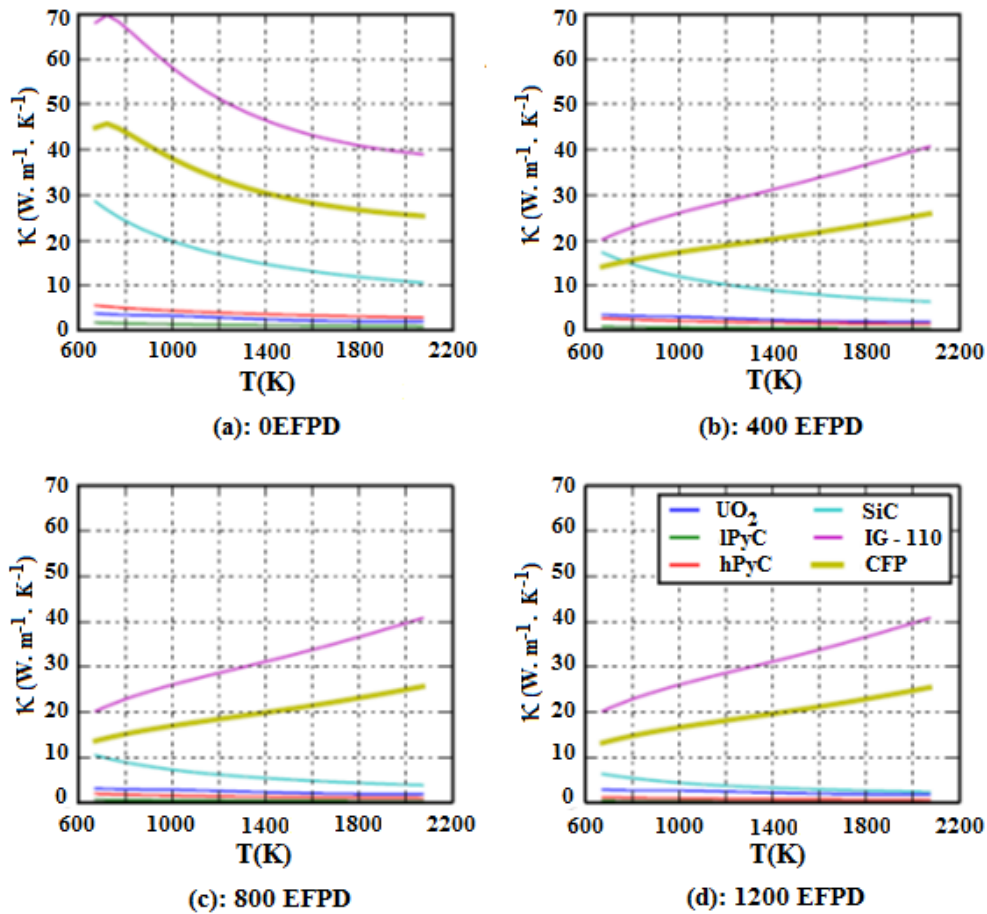 70
60
50
40
30
20
10
0
K (W. m⁻¹ . K⁻¹)
600 1000 1400 1800 2200
T(K)
(a): 0EFPD
70
60
50
40
30
20
10
0
K (W. m⁻¹ . K⁻¹)
600 1000 1400 1800 2200
T(K)
(b): 400 EFPD
70
60
50
40
30
20
10
0
K (W. m⁻¹ . K⁻¹)
600 1000 1400 1800 2200
T(K)
(c): 800 EFPD
70
60
50
40
30
20
10
0
K (W. m⁻¹ . K⁻¹)
UO₂ SiC
lPyC IG - 110
hPyC CFP
600 1000 1400 1800 2200
T(K)
(d): 1200 EFPD